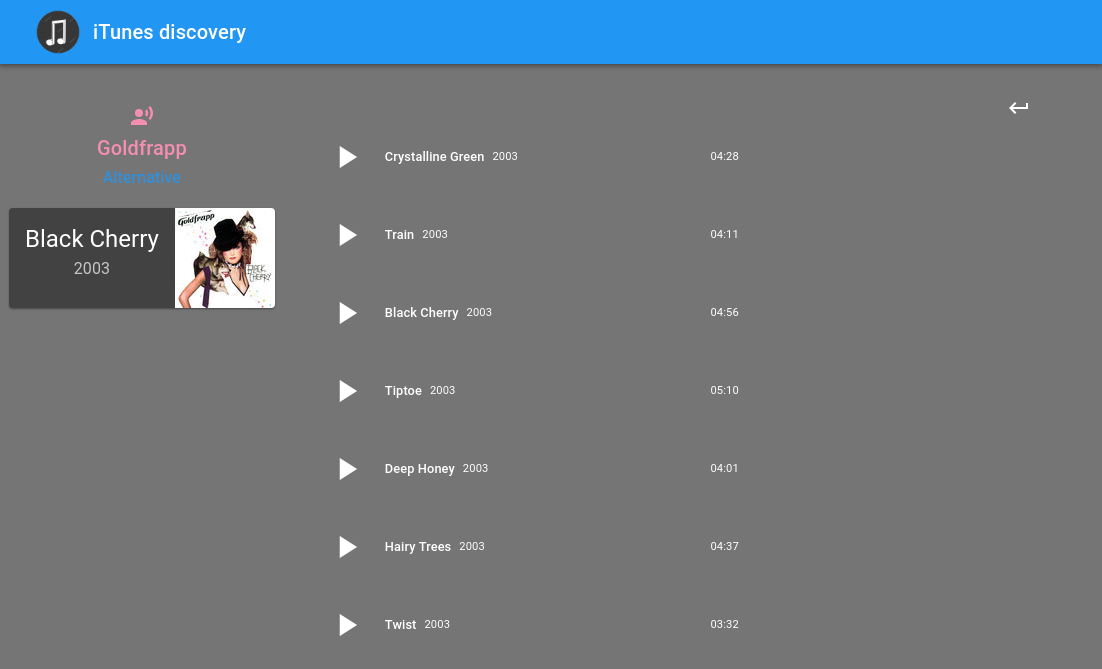 iTunes discovery
Goldfrapp
Alternative
Black Cherry
2003
Goldfrapp
BLACK CHERRY
Crystalline Green 2003 04:28
Train 2003 04:11
Black Cherry 2003 04:56
Tiptoe 2003 05:10
Deep Honey 2003 04:01
Hairy Trees 2003 04:37
Twist 2003 03:32